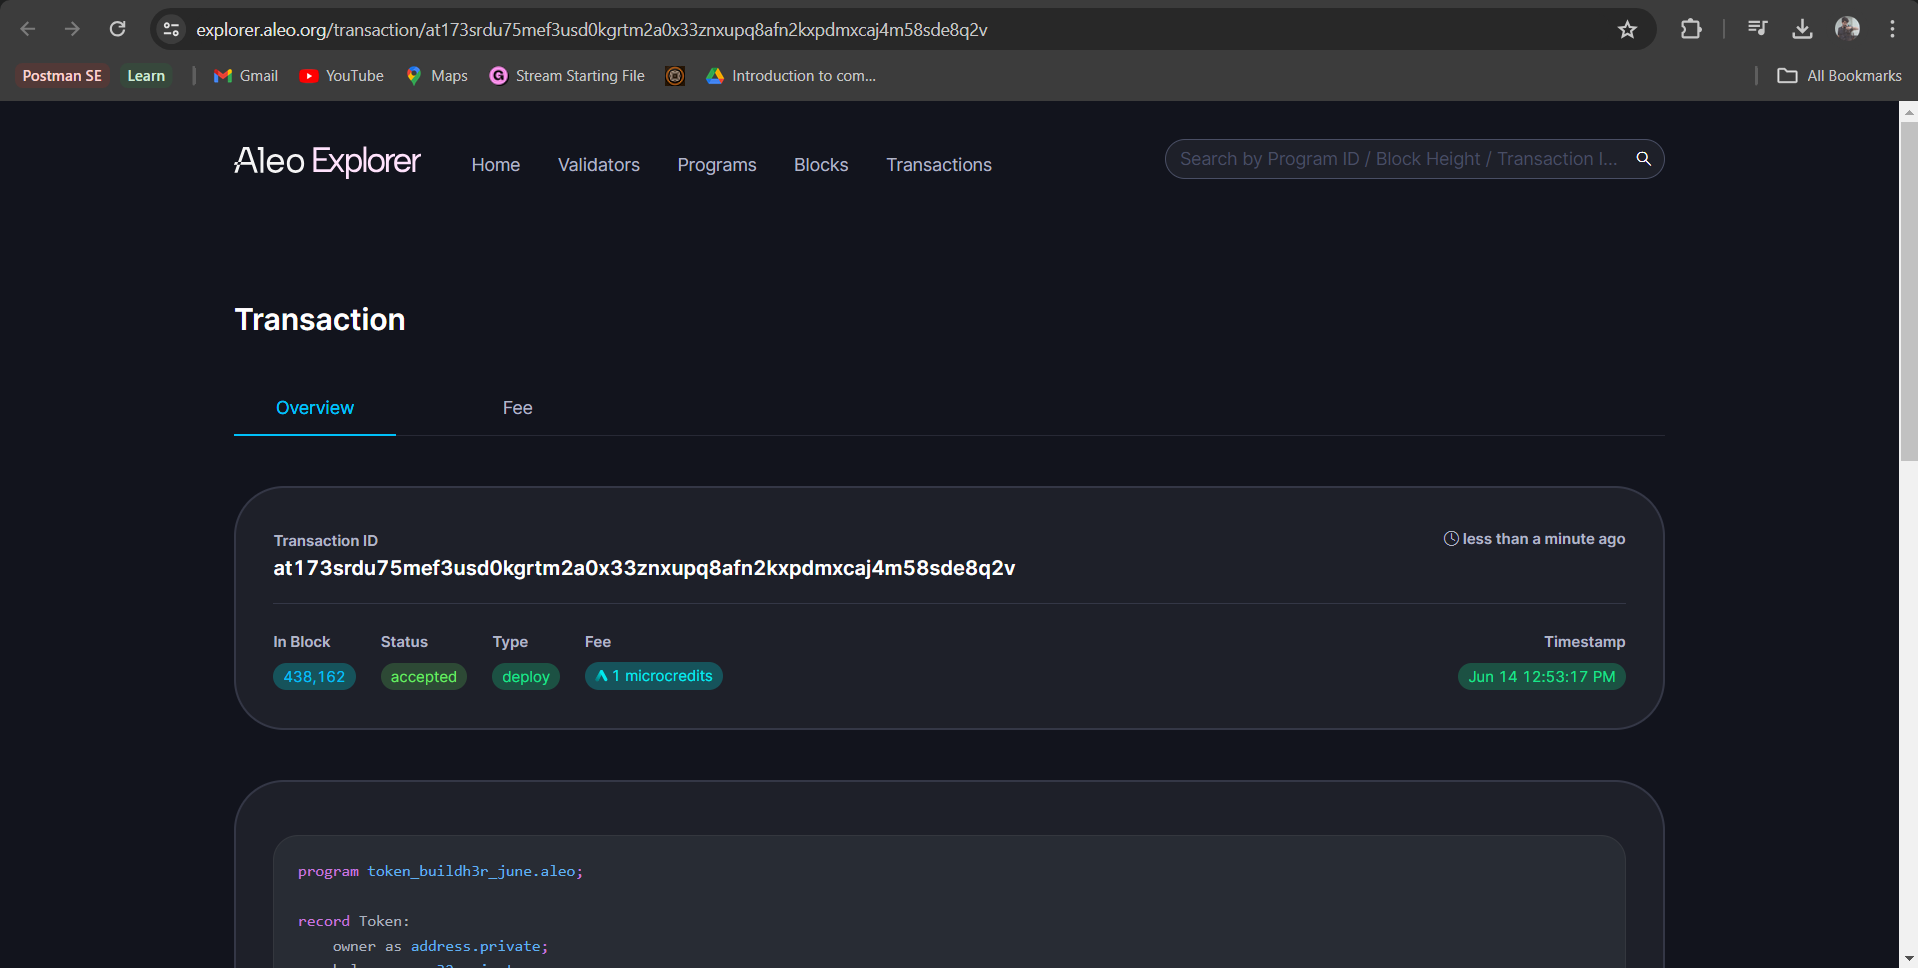 explorer.aleo.org/transaction/at173srdu75mef3usd0kgrtm2a0x33znxupq8afn2kxpdmxcaj4m58sde8q2v
Postman SE Learn Gmail YouTube Maps Stream Starting File Introduction to com... All Bookmarks
Aleo Explorer Home Validators Programs Blocks Transactions Search by Program ID / Block Height / Transaction I...
Transaction
Overview Fee
Transaction ID less than a minute ago
at173srdu75mef3usd0kgrtm2a0x33znxupq8afn2kxpdmxcaj4m58sde8q2v
In Block Status Type Fee Timestamp
438,162 accepted deploy 1 microcredits Jun 14 12:53:17 PM
program token_buildh3r_june.aleo;
record Token:
owner as address.private;